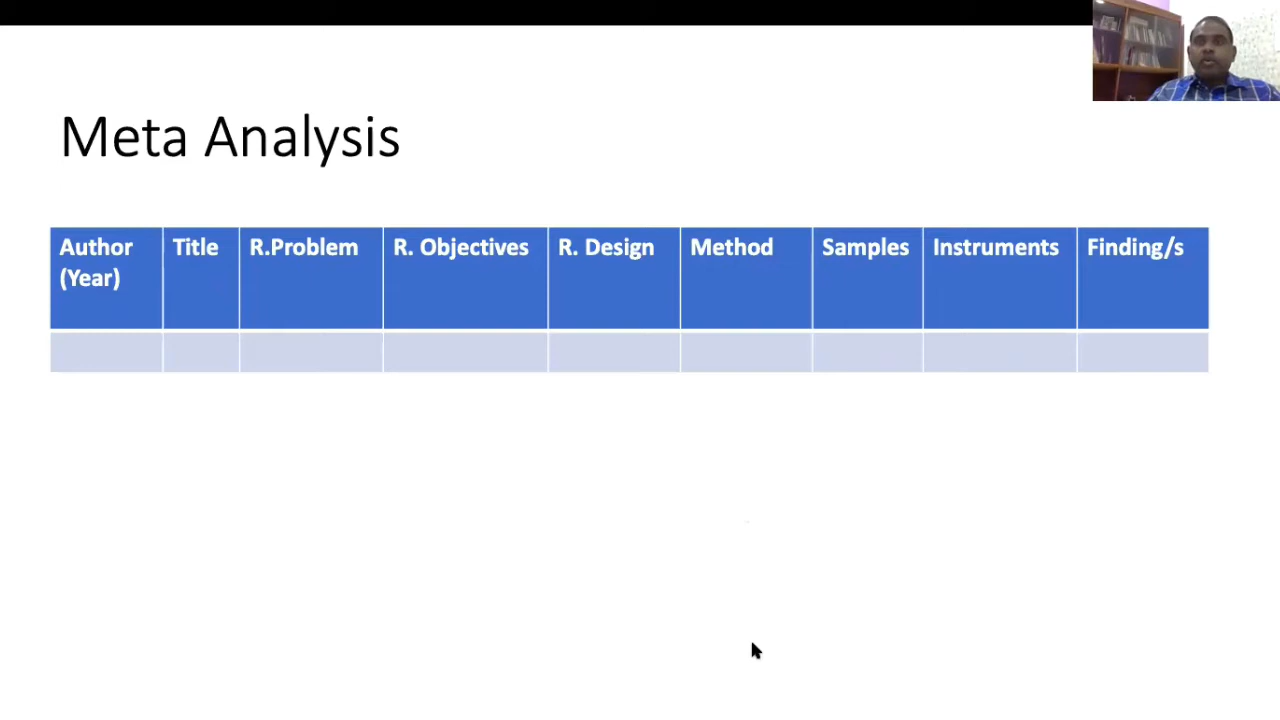 Meta Analysis
Author Title R.Problem R. Objectives R. Design Method Samples Instruments Finding/s
(Year)